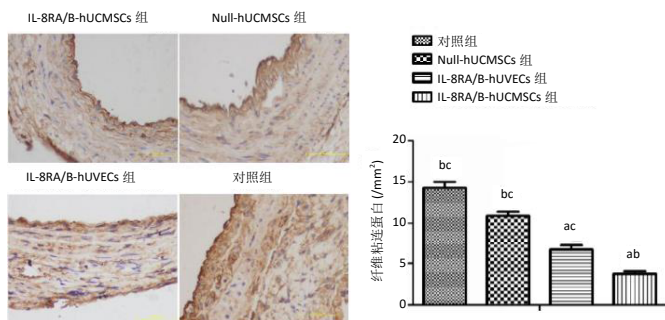 IL-8RA/B-hUCMSCs 组
Null-hUCMSCs 组
IL-8RA/B-hUVECs 组
对照组
对照组
Null-hUCMSCs 组
IL-8RA/B-hUVECs 组
IL-8RA/B-hUCMSCs 组
纤维粘连蛋白 (/mm²)
20
15
10
5
0
bc
bc
ac
ab